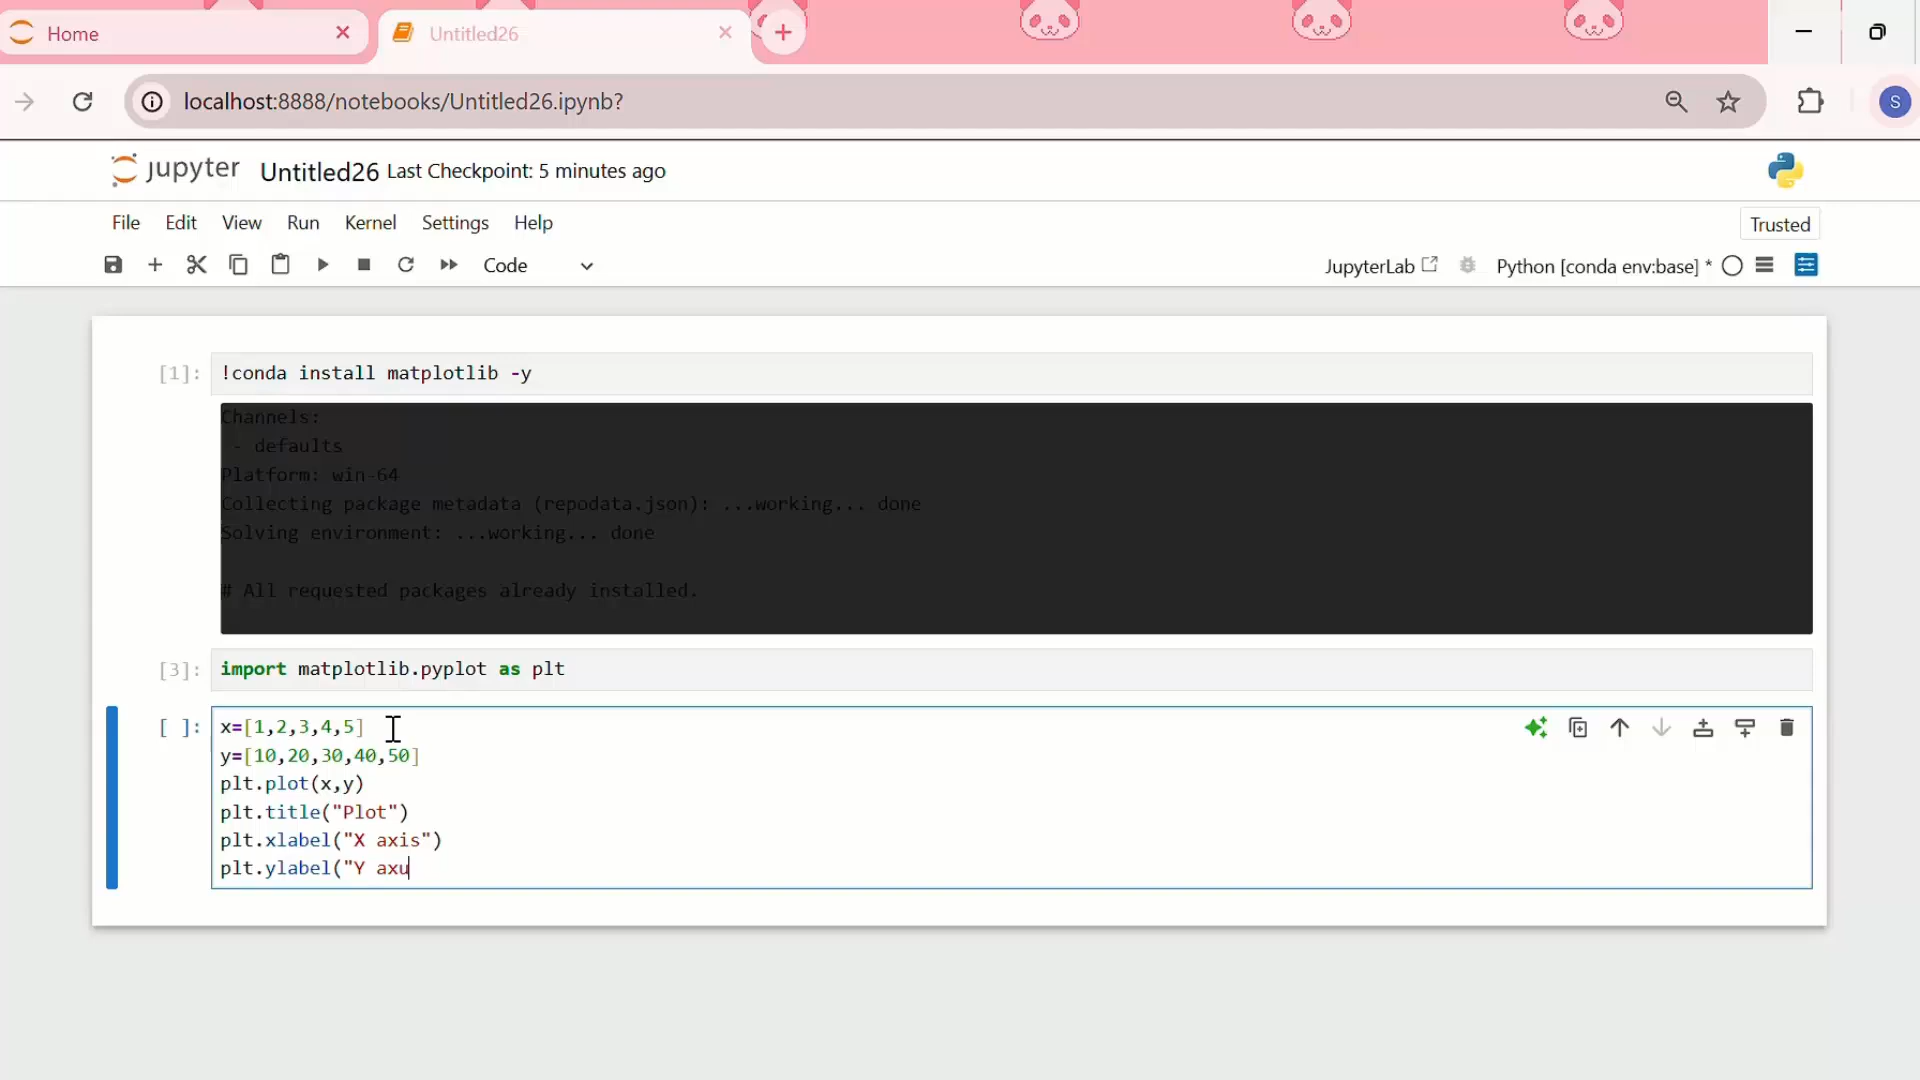 Home
Untitled26
localhost:8888/notebooks/Untitled26.ipynb?
S
jupyter Untitled26 Last Checkpoint: 5 minutes ago
File Edit View Run Kernel Settings Help
Trusted
Code
JupyterLab
Python [conda env:base] *
[1]: !conda install matplotlib -y
Channels:
- defaults
Platform: win-64
Collecting package metadata (repodata.json): ...working... done
Solving environment: ...working... done
# All requested packages already installed.
[3]: import matplotlib.pyplot as plt
[ ]: x=[1,2,3,4,5]
y=[10,20,30,40,50]
plt.plot(x,y)
plt.title("Plot")
plt.xlabel("X axis")
plt.ylabel("Y axu